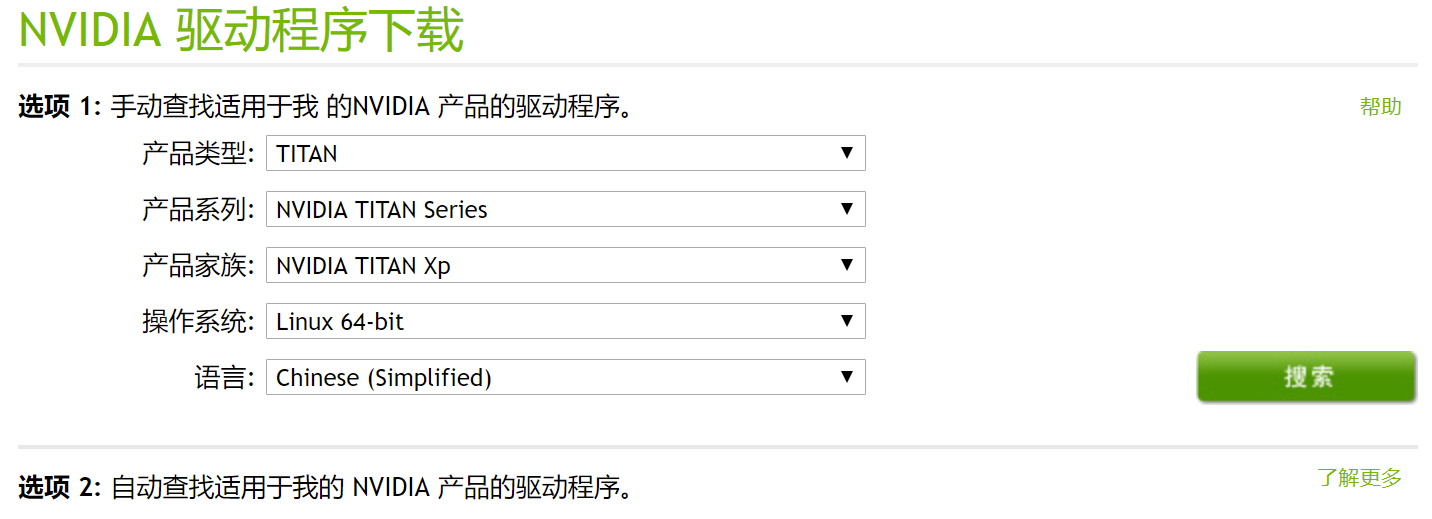 NVIDIA 驱动程序下载
选项 1: 手动查找适用于我 的NVIDIA 产品的驱动程序。
帮助
产品类型: TITAN
产品系列: NVIDIA TITAN Series
产品家族: NVIDIA TITAN Xp
操作系统: Linux 64-bit
语言: Chinese (Simplified)
搜索
选项 2: 自动查找适用于我的 NVIDIA 产品的驱动程序。
了解更多